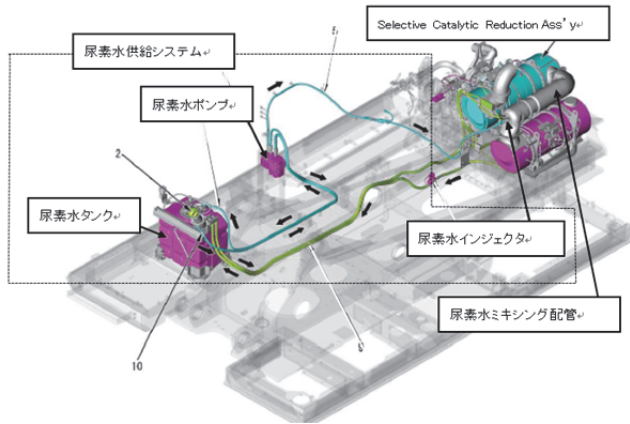 Selective Catalytic Reduction Ass'y
尿素水供給システム
尿素水ポンプ
2
尿素水タンク
尿素水インジェクタ
尿素水ミキシング配管
10
9